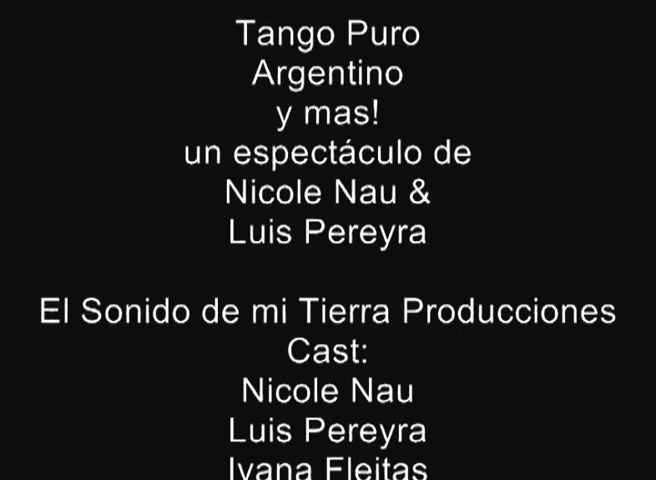 Tango Puro
Argentino
y mas!
un espectáculo de
Nicole Nau &
Luis Pereyra
El Sonido de mi Tierra Producciones
Cast:
Nicole Nau
Luis Pereyra
Ivana Fleitas